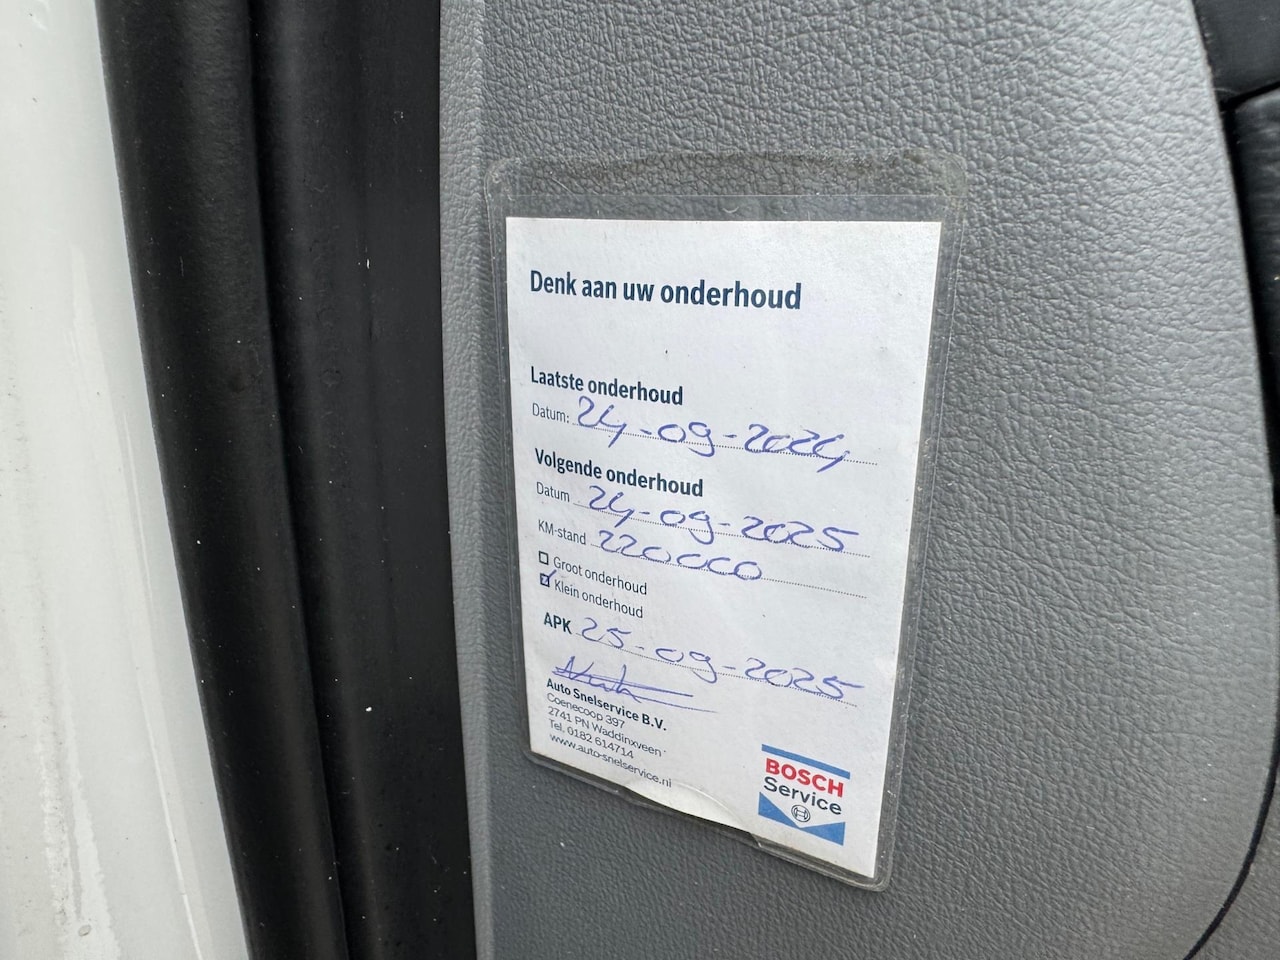 Denk aan uw onderhoud
Laatste onderhoud
Datum: 24-09-2024
Volgende onderhoud
Datum 24-09-2025
KM-stand 220000
Groot onderhoud
Klein onderhoud
APK 25-09-2025
Auto Snelservice B.V.
Coenecoop 397
2741 PN Waddinxveen
Tel. 0182 614714
www.auto-snelservice.nl
BOSCH
Service